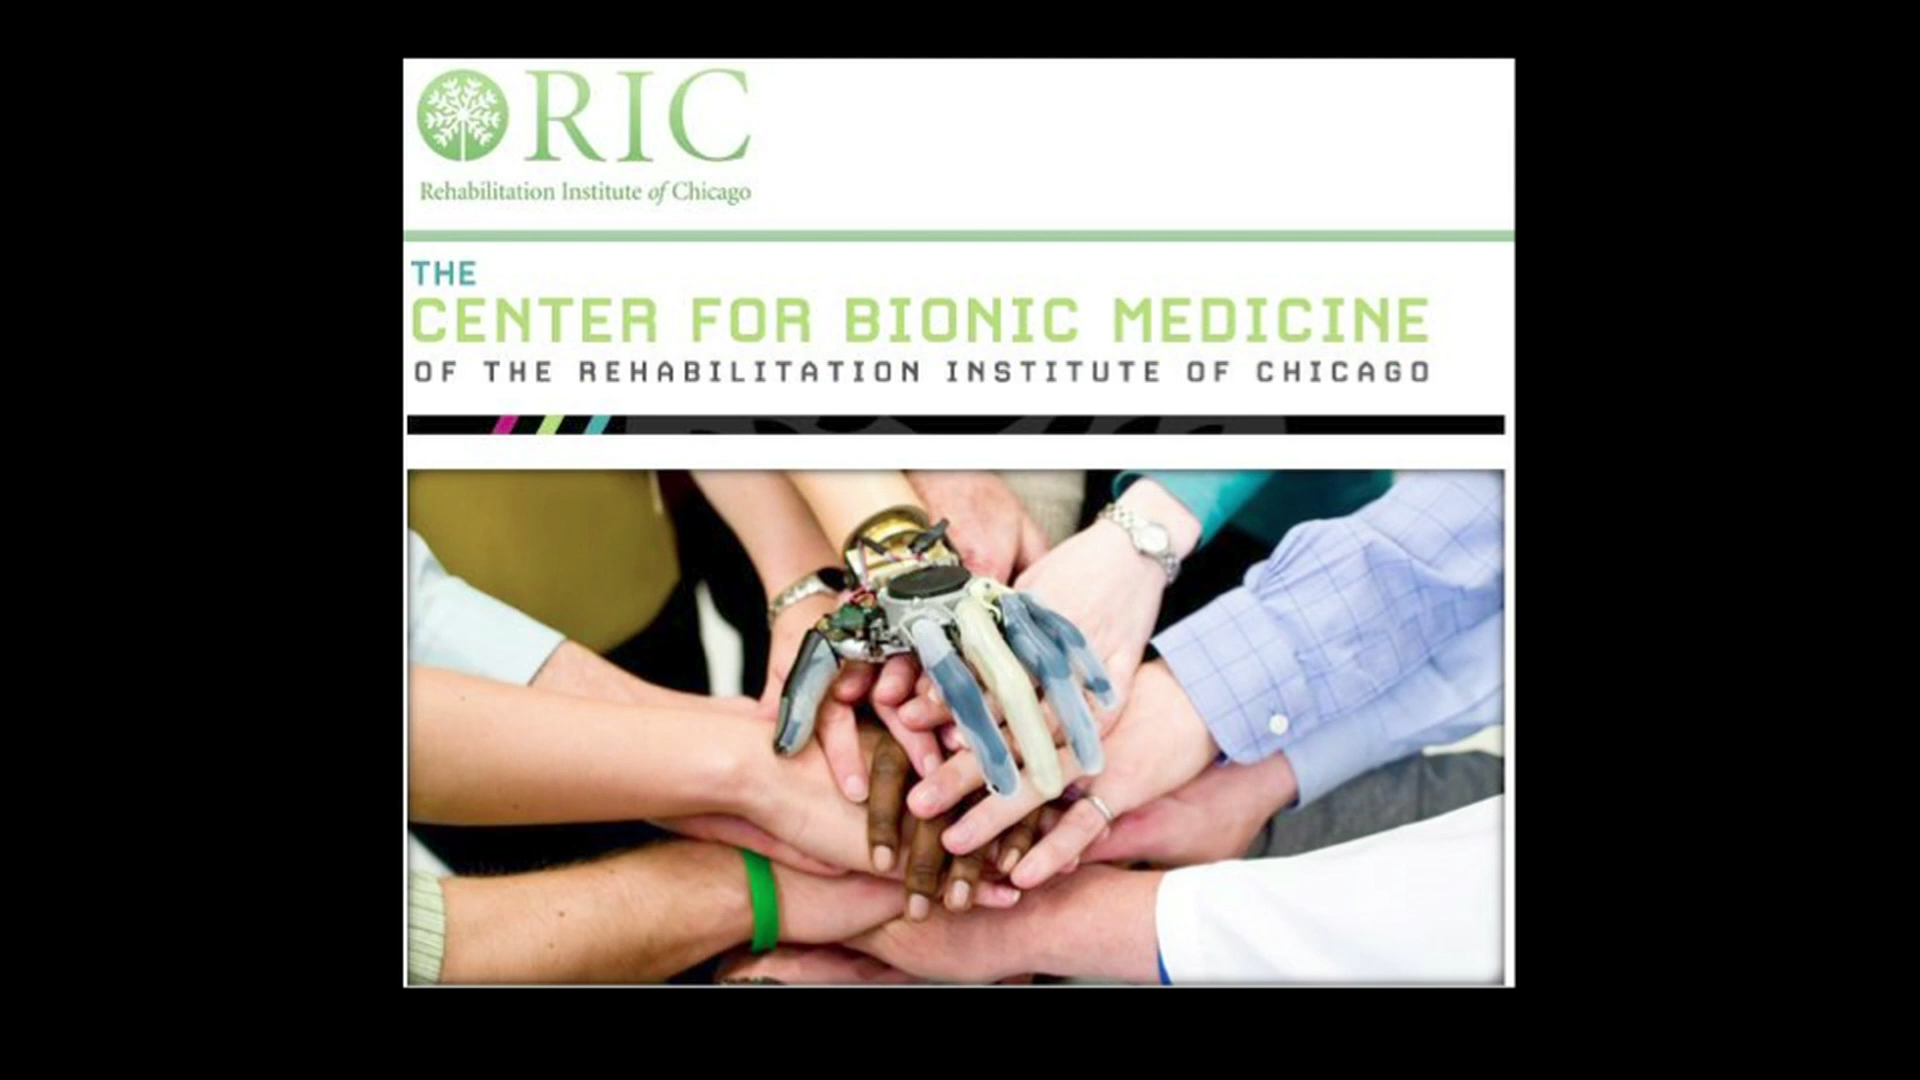 RIC
Rehabilitation Institute of Chicago
THE
CENTER FOR BIONIC MEDICINE
OF THE REHABILITATION INSTITUTE OF CHICAGO